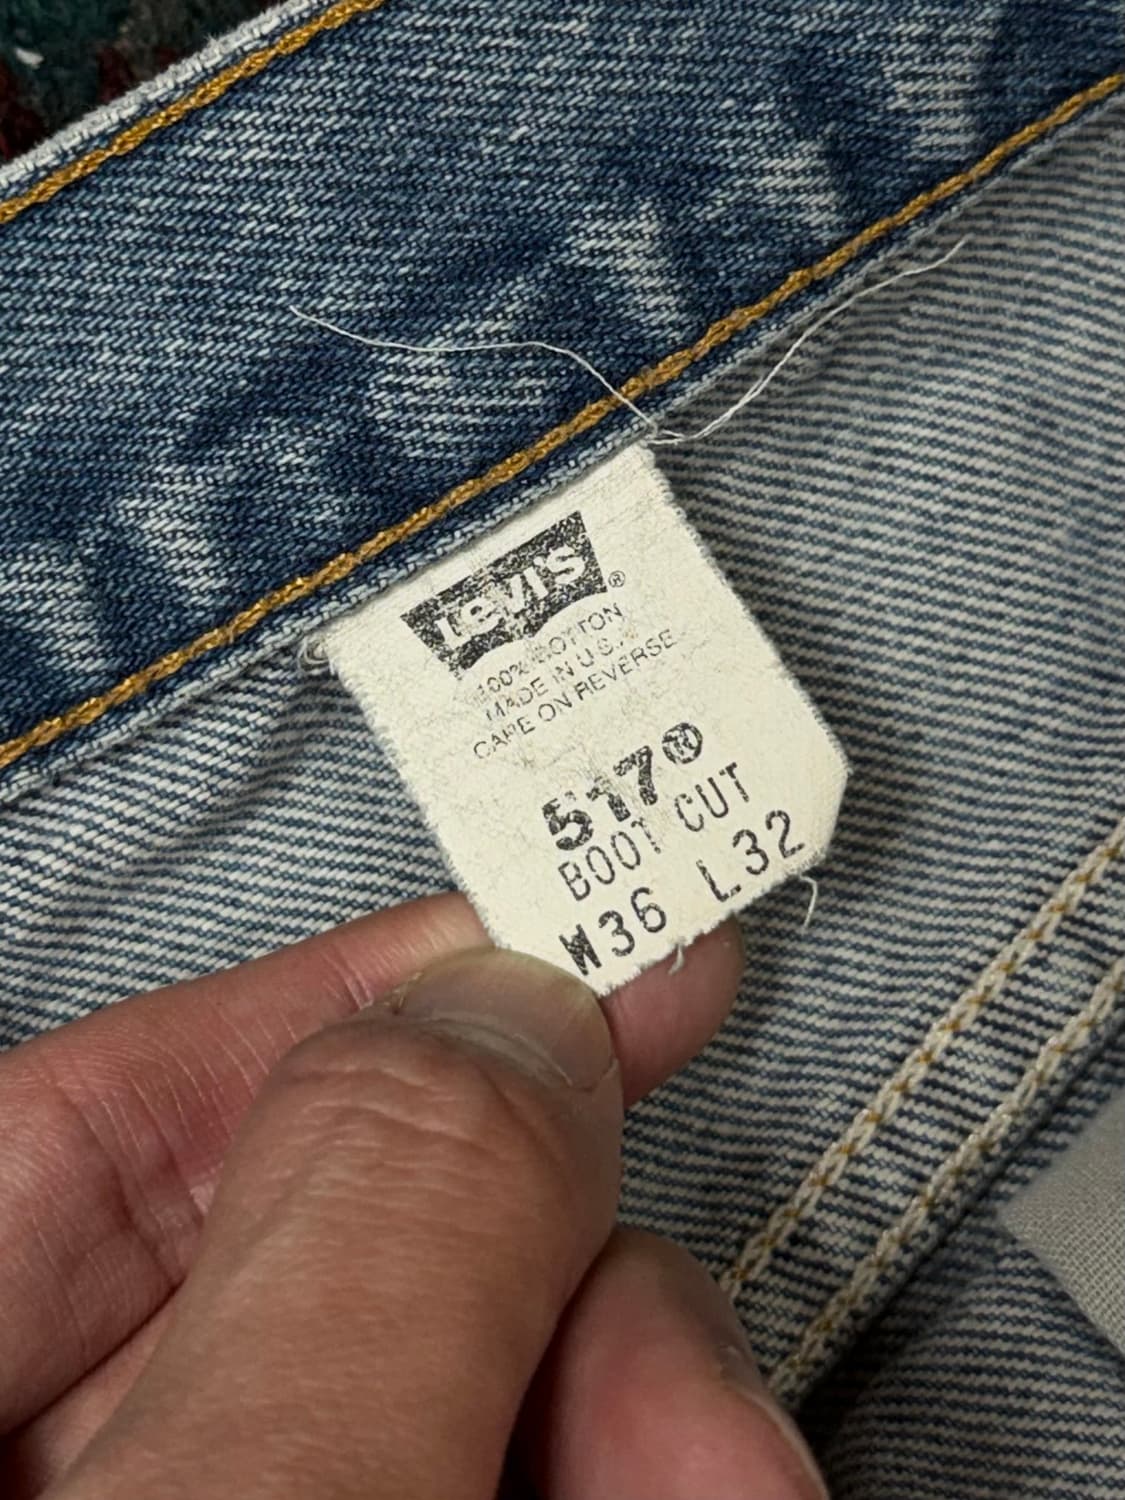 Levi's®
100% COTTON
MADE IN U.S.A.
CARE ON REVERSE
517®
BOOT CUT
W36 L32